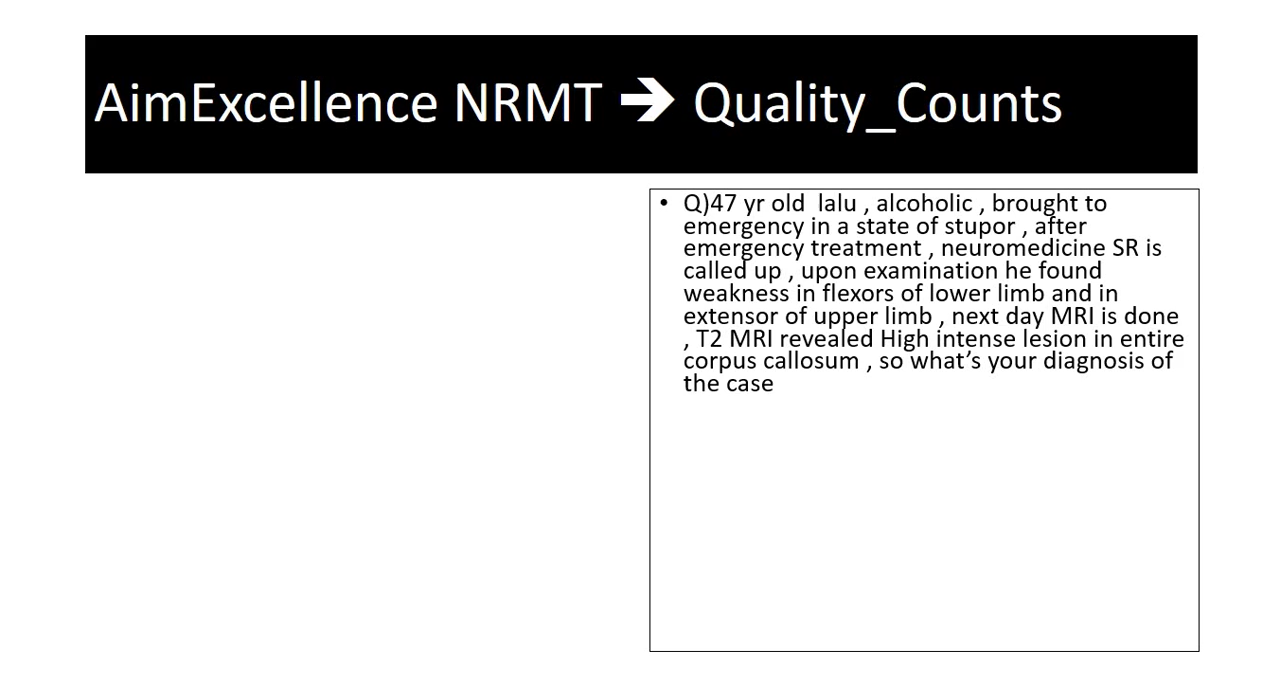 AimExcellence NRMT ➔ Quality_Counts
• Q)47 yr old lalu , alcoholic , brought to
emergency in a state of stupor , after
emergency treatment , neuromedicine SR is
called up , upon examination he found
weakness in flexors of lower limb and in
extensor of upper limb , next day MRI is done
, T2 MRI revealed High intense lesion in entire
corpus callosum , so what’s your diagnosis of
the case